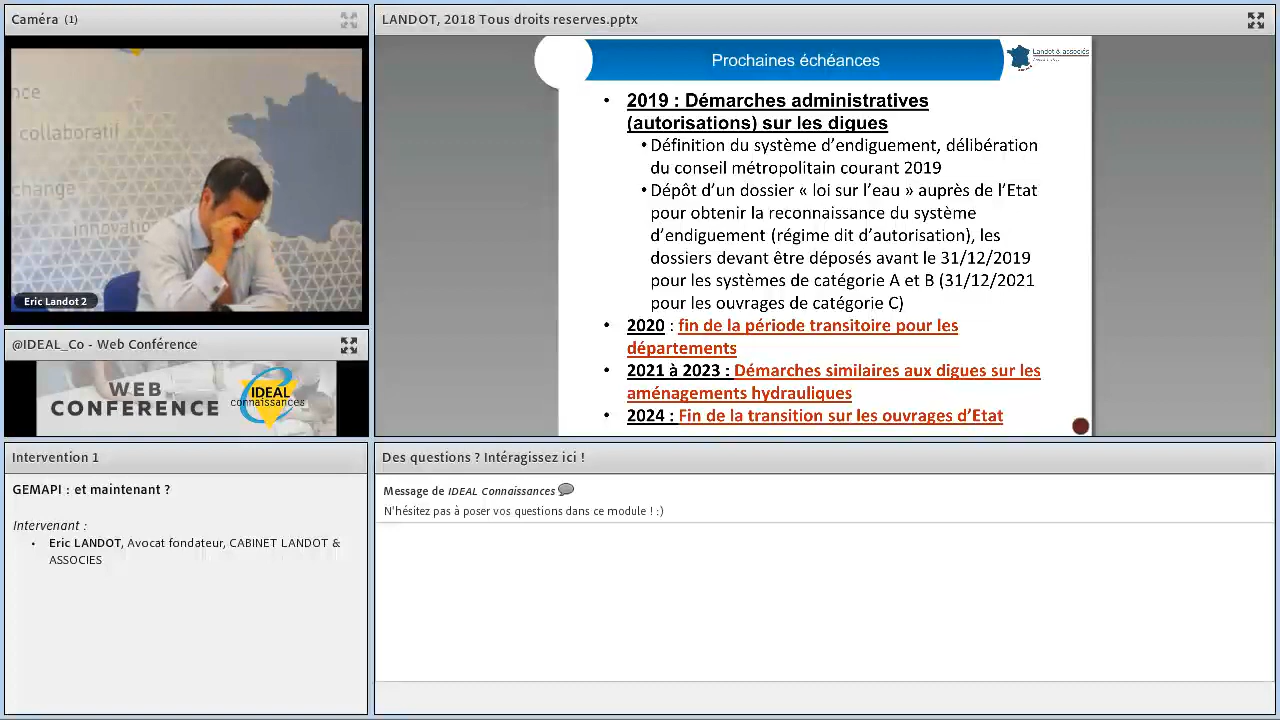 Caméra (1)
nce
collaboratif
change
innovation
Eric Landot 2
@IDEAL_Co - Web Conférence
WEB
CONFERENCE
IDEAL
connaissances
Intervention 1
GEMAPI : et maintenant ?
Intervenant :
• Eric LANDOT, Avocat fondateur, CABINET LANDOT &
ASSOCIES
LANDOT, 2018 Tous droits reserves.pptx
Prochaines échéances
Landot & associés
• 2019 : Démarches administratives
(autorisations) sur les digues
• Définition du système d’endiguement, délibération
du conseil métropolitain courant 2019
• Dépôt d’un dossier « loi sur l’eau » auprès de l’Etat
pour obtenir la reconnaissance du système
d’endiguement (régime dit d’autorisation), les
dossiers devant être déposés avant le 31/12/2019
pour les systèmes de catégorie A et B (31/12/2021
pour les ouvrages de catégorie C)
• 2020 : fin de la période transitoire pour les
départements
• 2021 à 2023 : Démarches similaires aux digues sur les
aménagements hydrauliques
• 2024 : Fin de la transition sur les ouvrages d’Etat
Des questions ? Intéragissez ici !
Message de IDEAL Connaissances
N'hésitez pas à poser vos questions dans ce module ! :)